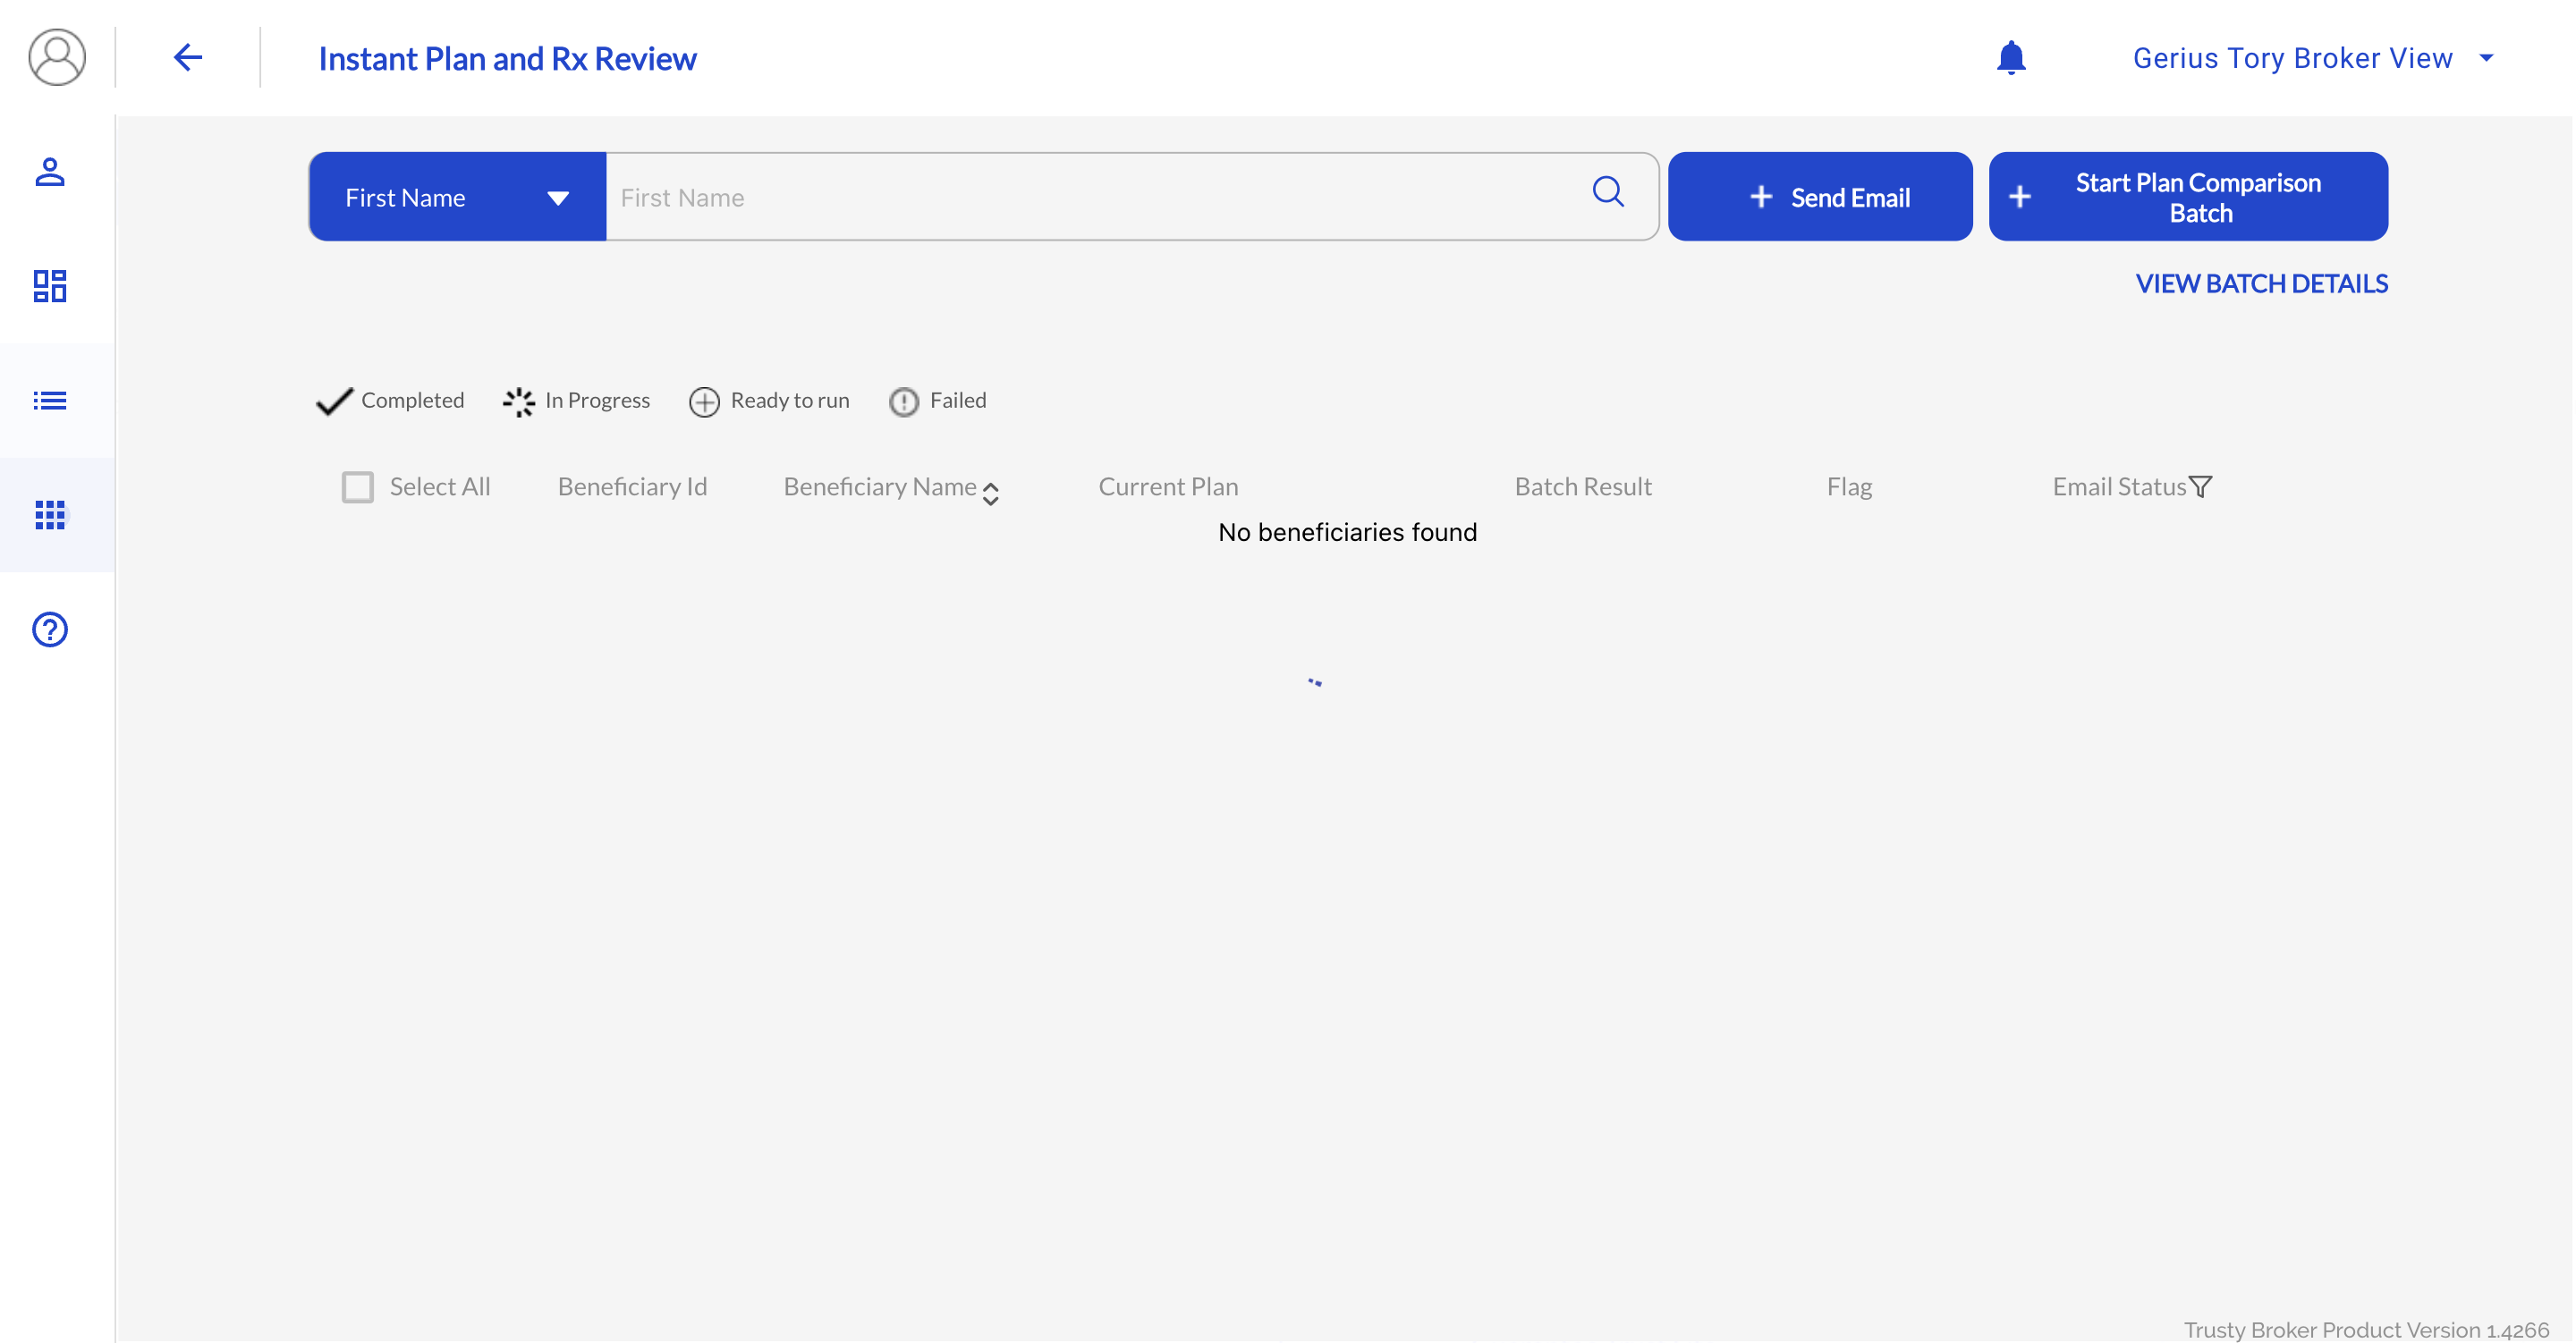 Instant Plan and Rx Review
Gerius Tory Broker View
First Name
First Name
Send Email
Start Plan Comparison
Batch
VIEW BATCH DETAILS
Completed
In Progress
Ready to run
Failed
Select All
Beneficiary Id
Beneficiary Name
Current Plan
Batch Result
Flag
Email Status
No beneficiaries found
Trusty Broker Product Version 1.4266